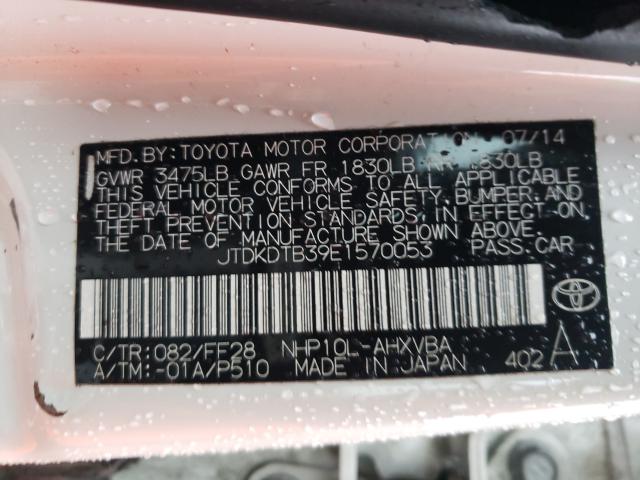 MFD. BY: TOYOTA MOTOR CORPORATION 07/14
GVWR 3475LB GAWR FR 1830LB RR 1830LB
THIS VEHICLE CONFORMS TO ALL APPLICABLE
FEDERAL MOTOR VEHICLE SAFETY, BUMPER, AND
THEFT PREVENTION STANDARDS IN EFFECT ON
THE DATE OF MANUFACTURE SHOWN ABOVE.
JTDKDTB39E1570053 PASS. CAR
C/TR: 082/FF28 NHP10L-AHXVBA
A/TM: -01A/P510 MADE IN JAPAN 402 A